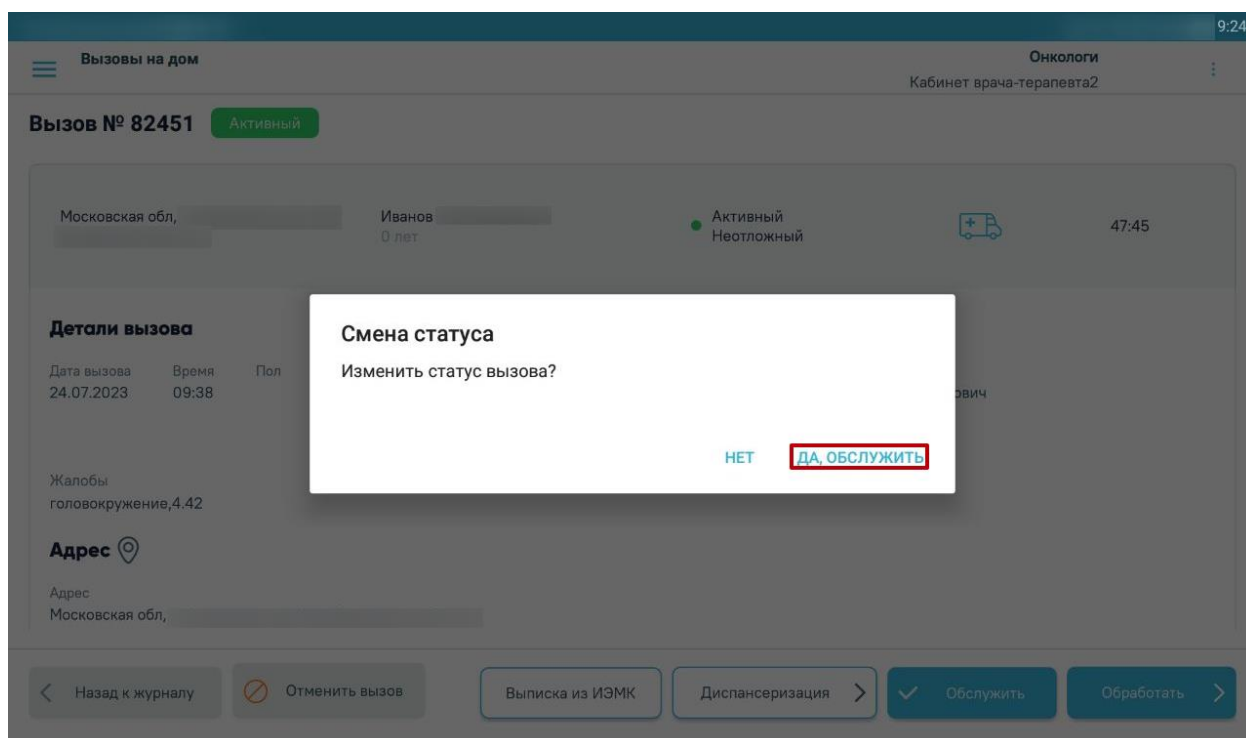 9:24
Вызовы на дом
Онкологи
Кабинет врача-терапевта2
Вызов № 82451 Активный
Московская обл,
Иванов
0 лет
Активный
Неотложный
47:45
Детали вызова
Дата вызова Время Пол
24.07.2023 09:38
ович
Смена статуса
Изменить статус вызова?
НЕТ ДА, ОБСЛУЖИТЬ
Жалобы
головокружение,4.42
Адрес
Адрес
Московская обл,
Назад к журналу Отменить вызов Выписка из ИЭМК Диспансеризация Обслужить Обработать